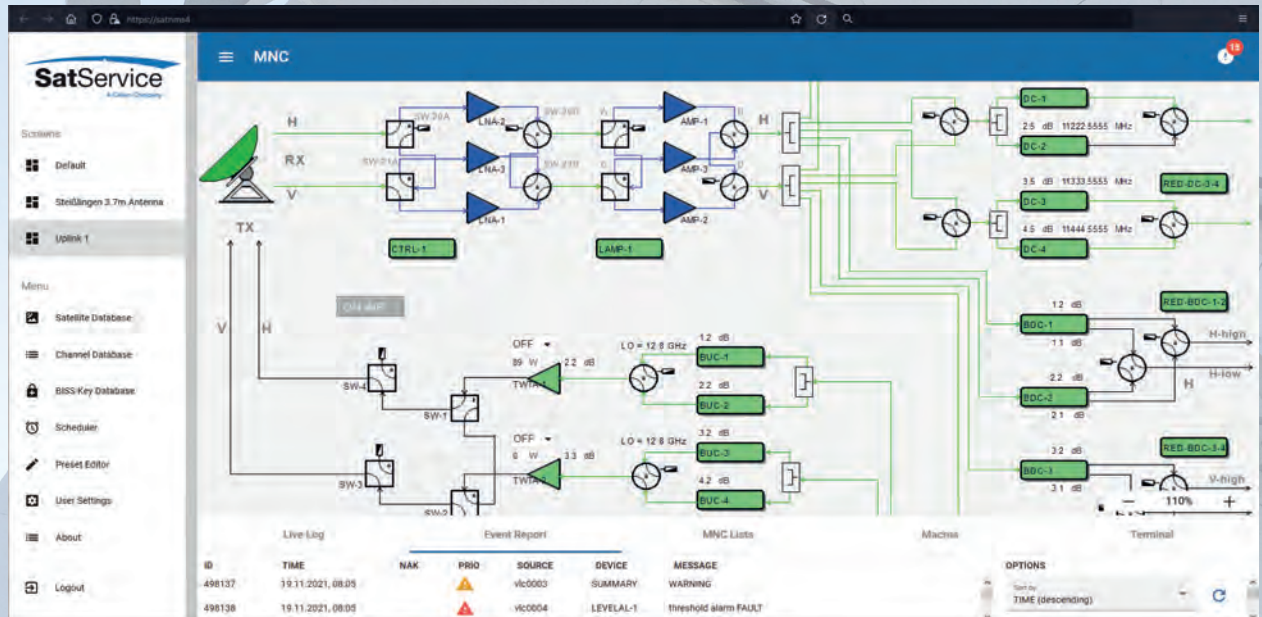 https://satnms4
SatService
A Calian Company
MNC
15
Screens
Default
Steißlingen 3.7m Antenna
Uplink 1
Menu
Satellite Database
Channel Database
BISS Key Database
Scheduler
Preset Editor
User Settings
About
Logout
H
RX
V
TX
V H
SW-20A
LNA-2
SW-20B
SW-21A
LNA-3
SW-21B
LNA-1
AMP-1
AMP-3
AMP-2
H
V
CTRL-1
LAMP-1
ON AIR
DC-1
2.5 dB 11222.5555 MHz
DC-2
3.5 dB 11333.5555 MHz
RED-DC-3-4
DC-3
4.5 dB 11444.5555 MHz
DC-4
1.2 dB
RED-BDC-1-2
BDC-1
1.1 dB
H-high
H-low
2.2 dB
H
BDC-2
2.1 dB
3.2 dB
RED-BDC-3-4
BDC-3
3.1 dB
V-high
110%
OFF
89 W 2.2 dB
TWTA-1
LO = 12.8 GHz
1.2 dB
BUC-1
2.2 dB
BUC-2
SW-4
SW-1
OFF
0 W 3.3 dB
LO = 12.8 GHz
3.2 dB
BUC-3
4.2 dB
BUC-4
SW-3
SW-2
Live Log Event Report MNC Lists Macros Terminal
ID TIME NAK PRIO SOURCE DEVICE MESSAGE OPTIONS
498137 19.11.2021, 08:05 vlc0003 SUMMARY WARNING
498138 19.11.2021, 08:05 vlc0004 LEVELAL-1 threshold alarm FAULT
Sort by
TIME (descending)